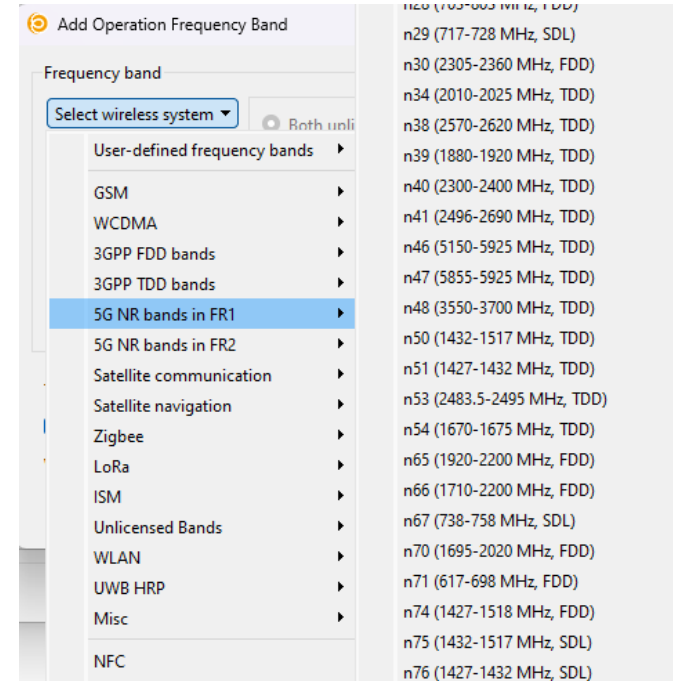 Add Operation Frequency Band
Frequency band
Select wireless system
Both upli
User-defined frequency bands
GSM
WCDMA
3GPP FDD bands
3GPP TDD bands
5G NR bands in FR1
5G NR bands in FR2
Satellite communication
Satellite navigation
Zigbee
LoRa
ISM
Unlicensed Bands
WLAN
UWB HRP
Misc
NFC
n29 (717-728 MHz, SDL)
n30 (2305-2360 MHz, FDD)
n34 (2010-2025 MHz, TDD)
n38 (2570-2620 MHz, TDD)
n39 (1880-1920 MHz, TDD)
n40 (2300-2400 MHz, TDD)
n41 (2496-2690 MHz, TDD)
n46 (5150-5925 MHz, TDD)
n47 (5855-5925 MHz, TDD)
n48 (3550-3700 MHz, TDD)
n50 (1432-1517 MHz, TDD)
n51 (1427-1432 MHz, TDD)
n53 (2483.5-2495 MHz, TDD)
n54 (1670-1675 MHz, TDD)
n65 (1920-2200 MHz, FDD)
n66 (1710-2200 MHz, FDD)
n67 (738-758 MHz, SDL)
n70 (1695-2020 MHz, FDD)
n71 (617-698 MHz, FDD)
n74 (1427-1518 MHz, FDD)
n75 (1432-1517 MHz, SDL)
n76 (1427-1432 MHz, SDL)